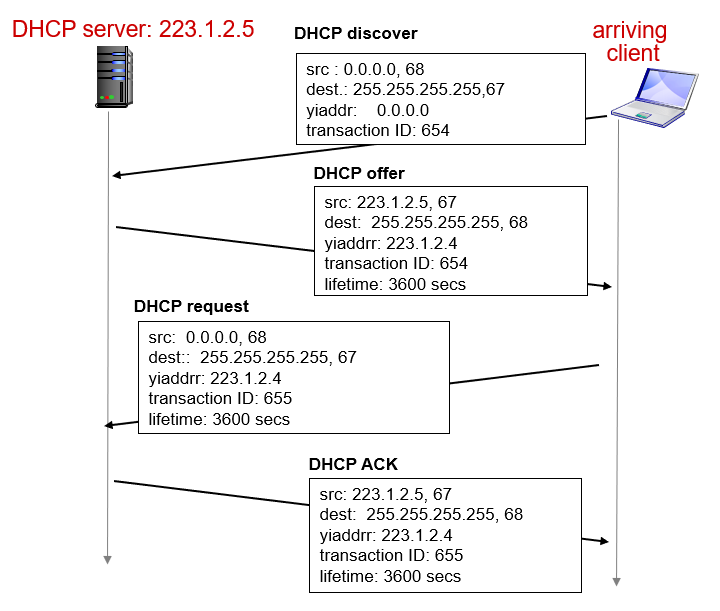 DHCP server: 223.1.2.5
arriving
client
DHCP discover
src : 0.0.0.0, 68
dest.: 255.255.255.255,67
yiaddr: 0.0.0.0
transaction ID: 654
DHCP offer
src: 223.1.2.5, 67
dest: 255.255.255.255, 68
yiaddrr: 223.1.2.4
transaction ID: 654
lifetime: 3600 secs
DHCP request
src: 0.0.0.0, 68
dest:: 255.255.255.255, 67
yiaddrr: 223.1.2.4
transaction ID: 655
lifetime: 3600 secs
DHCP ACK
src: 223.1.2.5, 67
dest: 255.255.255.255, 68
yiaddrr: 223.1.2.4
transaction ID: 655
lifetime: 3600 secs